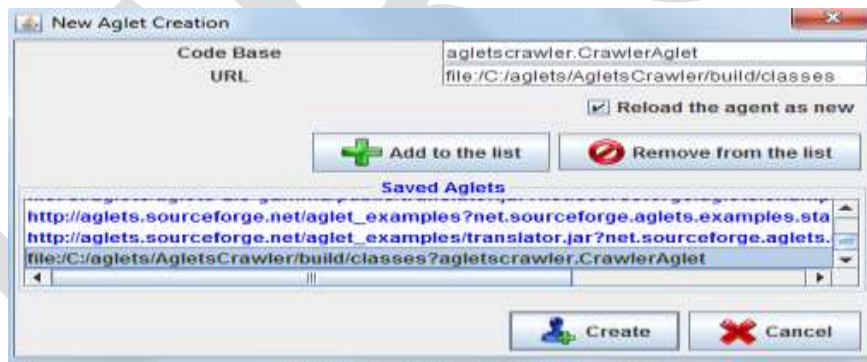 New Aglet Creation
Code Base
agletscrawler.CrawlerAglet
URL
file:/C:/aglets/AgletsCrawler/build/classes
Reload the agent as new
Add to the list
Remove from the list
Saved Aglets
http://aglets.sourceforge.net/aglet_examples?net.sourceforge.aglets.examples.sta
http://aglets.sourceforge.net/aglet_examples/translator.jar?net.sourceforge.aglets.
file:/C:/aglets/AgletsCrawler/build/classes?agletscrawler.CrawlerAglet
Create
Cancel